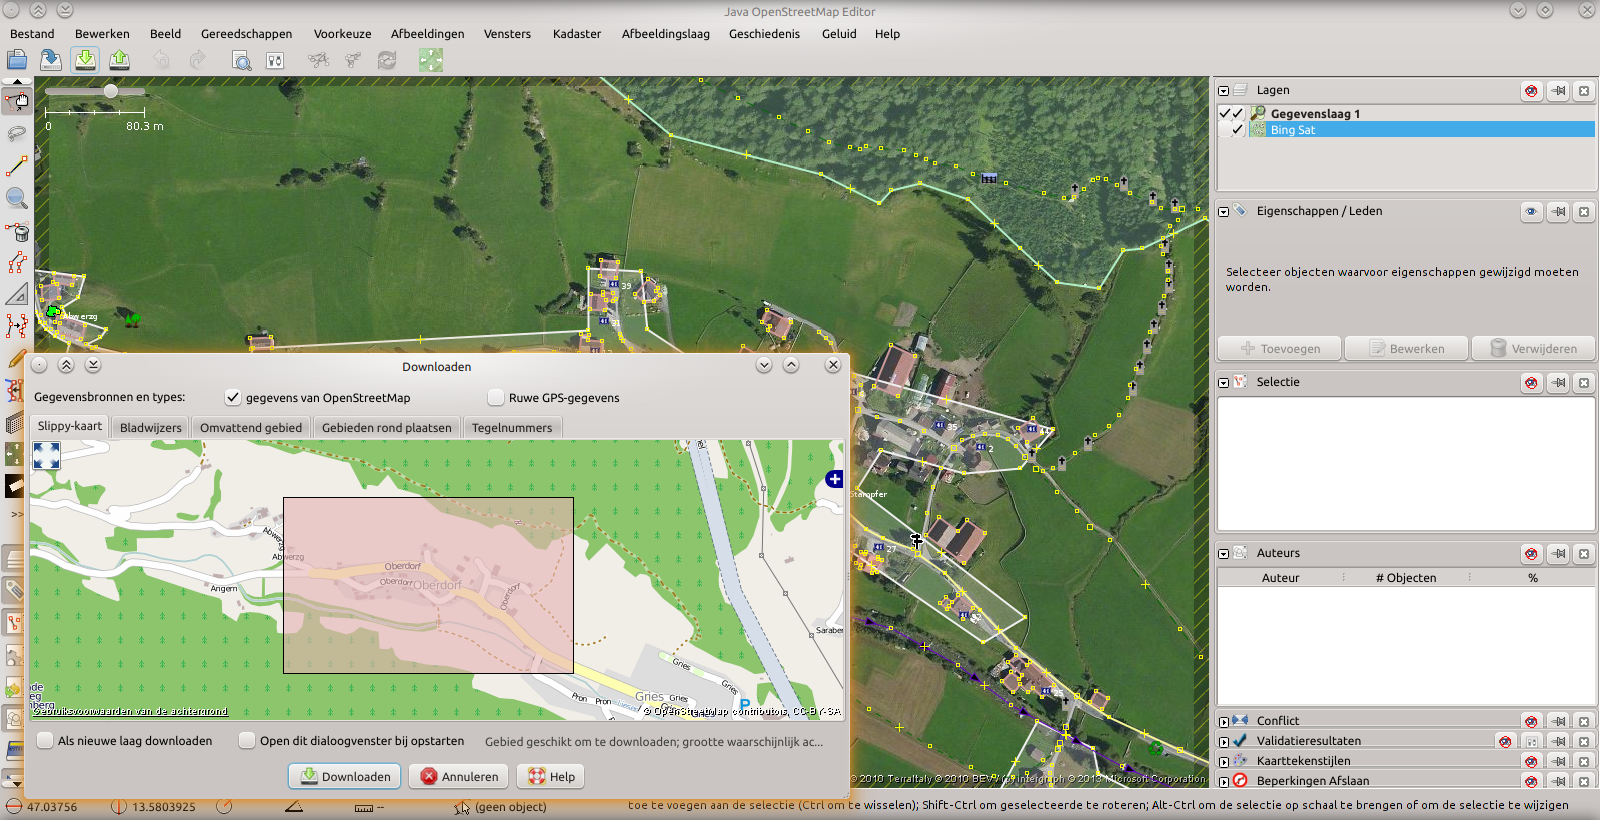 Java OpenStreetMap Editor
Bestand Bewerken Beeld Gereedschappen Voorkeuze Afbeeldingen Vensters Kadaster Afbeeldingslaag Geschiedenis Geluid Help
0 80.3 m
Lagen
Gegevenslaag 1
Bing Sat
Eigenschappen / Leden
Selecteer objecten waarvoor eigenschappen gewijzigd moeten
worden.
Toevoegen Bewerken Verwijderen
Selectie
Auteurs
Auteur # Objecten %
Conflict
Validatieresultaten
Kaarttekenstijlen
Beperkingen Afslaan
39
31
35
2
Stampfer
27
25
© 2010 TerraItaly © 2010 BEV
© 2013 Microsoft Corporation
Downloaden
Gegevensbronnen en types: gegevens van OpenStreetMap Ruwe GPS-gegevens
Slippy-kaart Bladwijzers Omvattend gebied Gebieden rond plaatsen Tegelnummers
Abwerzg
Abwerzg
Angern
Oberdorf
Oberdorf
Oberdorf
Oberdorf
Gries
Gries
Gries
Gries
Gries
Pron
Pron
P
Saraber
Gebruiksvoorwaarden van de achtergrond
© OpenStreetMap contributors, CC-BY-SA
Als nieuwe laag downloaden Open dit dialoogvenster bij opstarten Gebied geschikt om te downloaden; grootte waarschijnlijk ac...
Downloaden Annuleren Help
47.03756 13.5803925 -- (geen object) toe te voegen aan de selectie (Ctrl om te wisselen); Shift-Ctrl om geselecteerde te roteren; Alt-Ctrl om de selectie op schaal te brengen of om de selectie te wijzigen